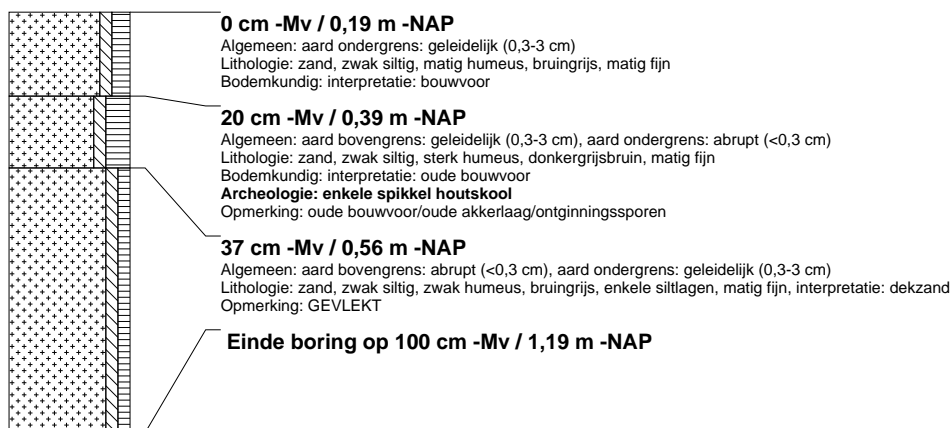 0 cm -Mv / 0,19 m -NAP
Algemeen: aard ondergrens: geleidelijk (0,3-3 cm)
Lithologie: zand, zwak siltig, matig humeus, bruingrijs, matig fijn
Bodemkundig: interpretatie: bouwvoor
20 cm -Mv / 0,39 m -NAP
Algemeen: aard bovengrens: geleidelijk (0,3-3 cm), aard ondergrens: abrupt (<0,3 cm)
Lithologie: zand, zwak siltig, sterk humeus, donkergrijsbruin, matig fijn
Bodemkundig: interpretatie: oude bouwvoor
Archeologie: enkele spikkel houtskool
Opmerking: oude bouwvoor/oude akkerlaag/ontginningssporen
37 cm -Mv / 0,56 m -NAP
Algemeen: aard bovengrens: abrupt (<0,3 cm), aard ondergrens: geleidelijk (0,3-3 cm)
Lithologie: zand, zwak siltig, zwak humeus, bruingrijs, enkele siltlagen, matig fijn, interpretatie: dekzand
Opmerking: GEVLEKT
Einde boring op 100 cm -Mv / 1,19 m -NAP